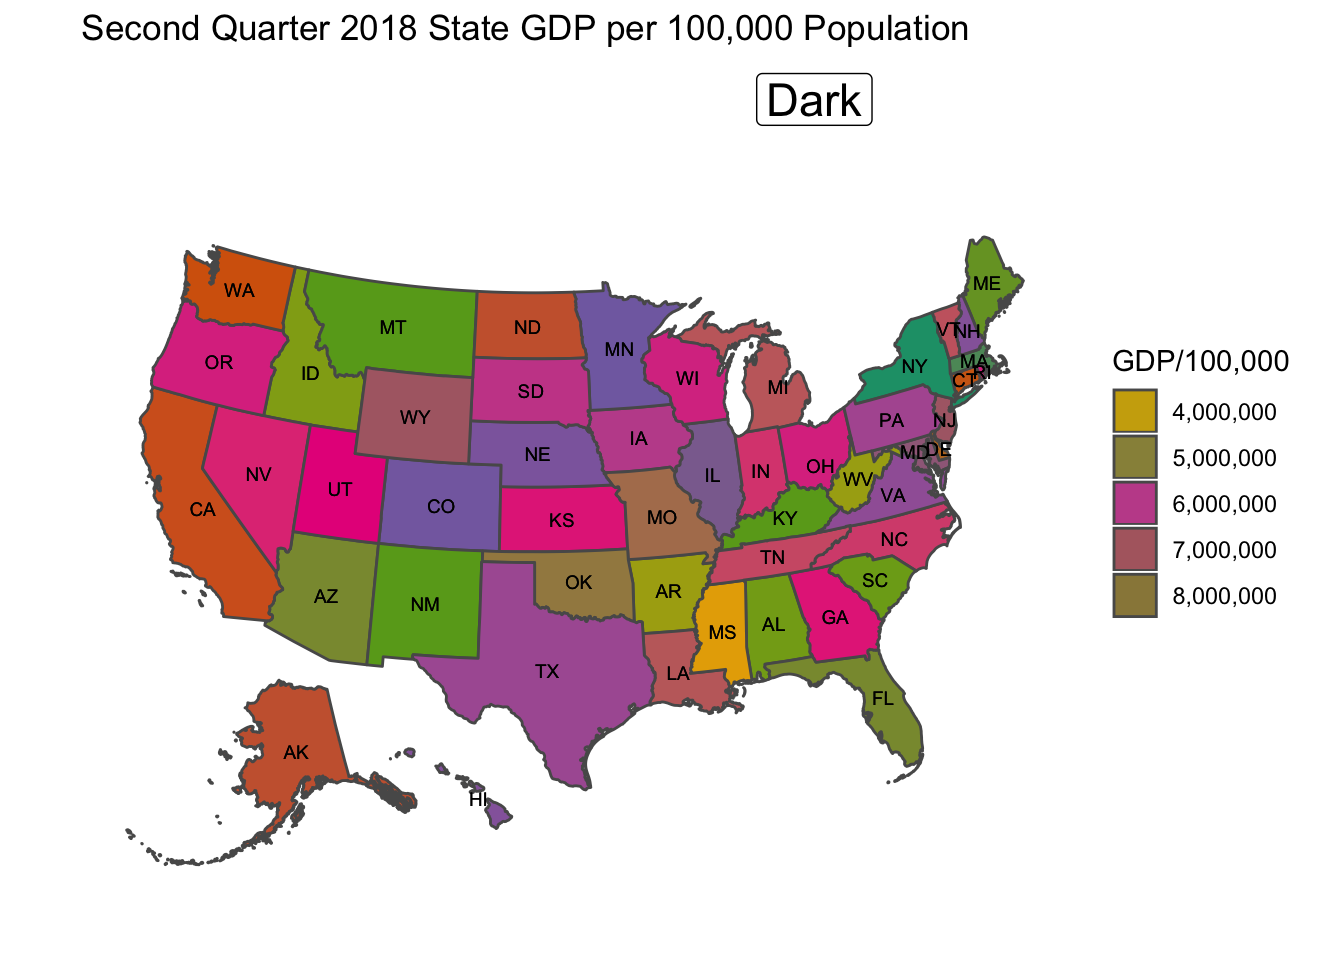 Second Quarter 2018 State GDP per 100,000 Population
Dark
WA
MT
ND
MN
ME
VT
NH
OR
ID
SD
WI
MI
NY
MA
RI
CT
WY
IA
PA
NJ
NV
UT
NE
IL
IN
OH
MD
DE
WV
VA
CA
CO
KS
MO
KY
NC
TN
AZ
NM
OK
AR
SC
MS
AL
GA
TX
LA
FL
AK
HI
GDP/100,000
4,000,000
5,000,000
6,000,000
7,000,000
8,000,000